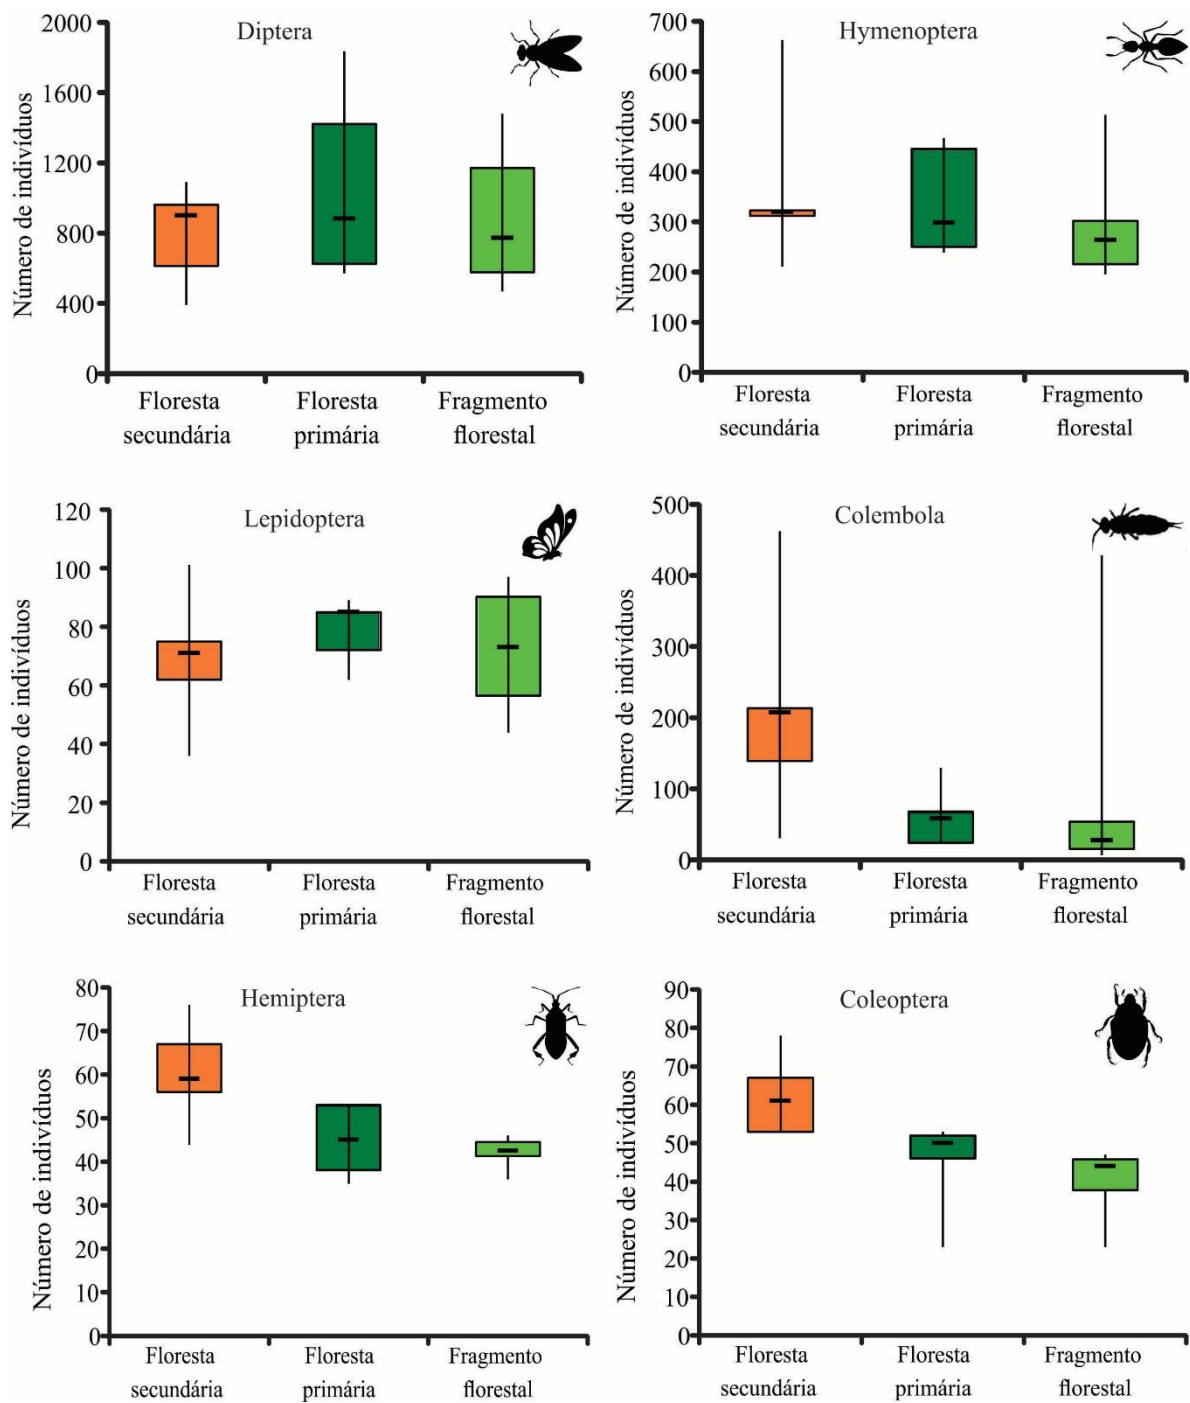 Diptera
Número de indivíduos
2000
1600
1200
800
400
0
Floresta
secundária
Floresta
primária
Fragmento
florestal
Hymenoptera
Número de indivíduos
700
600
500
400
300
200
100
0
Floresta
secundária
Floresta
primária
Fragmento
florestal
Lepidoptera
Número de indivíduos
120
100
80
60
40
20
0
Floresta
secundária
Floresta
primária
Fragmento
florestal
Colembola
Número de indivíduos
500
400
300
200
100
0
Floresta
secundária
Floresta
primária
Fragmento
florestal
Hemiptera
Número de indivíduos
80
70
60
50
40
30
20
10
0
Floresta
secundária
Floresta
primária
Fragmento
florestal
Coleoptera
Número de indivíduos
90
80
70
60
50
40
30
20
10
0
Floresta
secundária
Floresta
primária
Fragmento
florestal